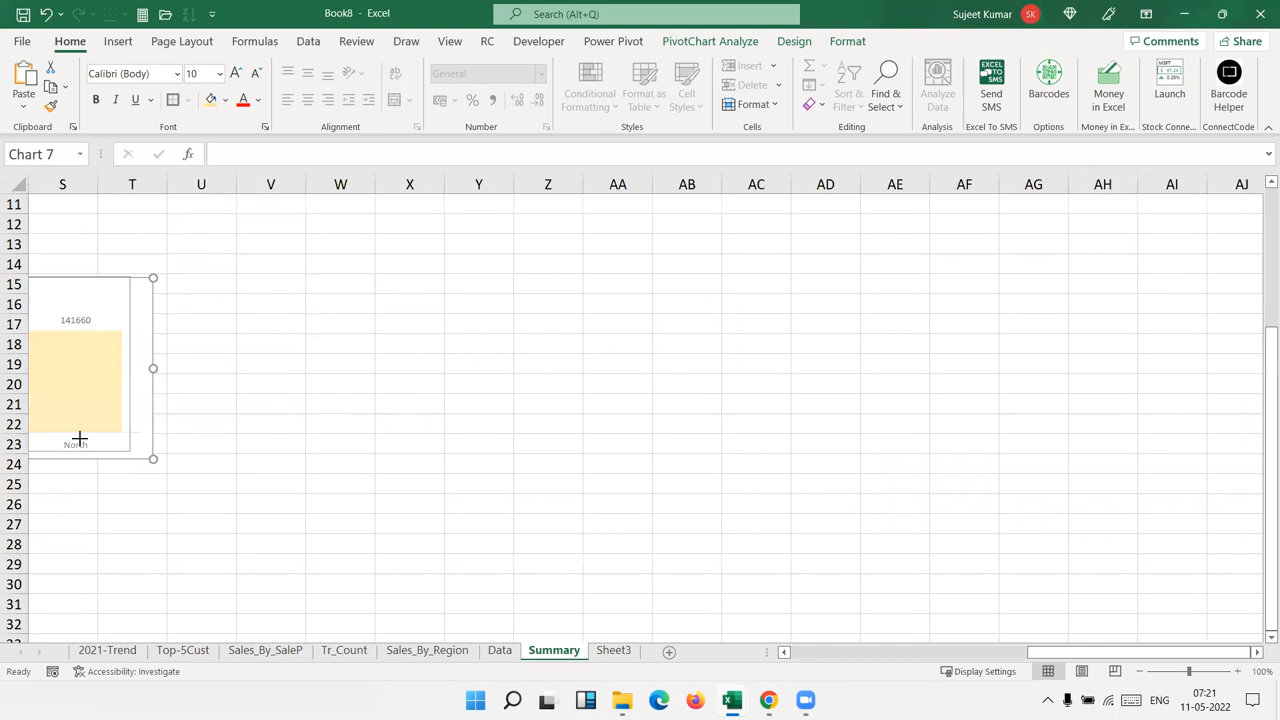 Book8 - Excel
Search (Alt+Q)
Sujeet Kumar SK
File Home Insert Page Layout Formulas Data Review View Draw RC Developer Power Pivot PivotChart Analyze Design Format Comments Share
Calibri (Body) 10 General
Paste B I U
Conditional Formatting Format as Table Cell Styles
Insert
Delete
Format
Sort & Filter Find & Select
Analyze Data
Excel To SMS Send SMS
Barcodes
Money in Excel
Launch
Barcode Helper
Clipboard Font Alignment Number Styles Cells Editing Analysis Excel To SMS Options Money in Ex... Stock Conne... ConnectCode
Chart 7 fx
S T U V W X Y Z AA AB AC AD AE AF AG AH AI AJ
11
12
13
14
15
16
141660
17
18
19
20
21
22
23
North
24
25
26
27
28
29
30
31
32
2021-Trend Top-5Cust Sales_By_SaleP Tr_Count Sales_By_Region Data Summary Sheet3
Ready Accessibility: Investigate Display Settings 100%
ENG 07:21
11-05-2022